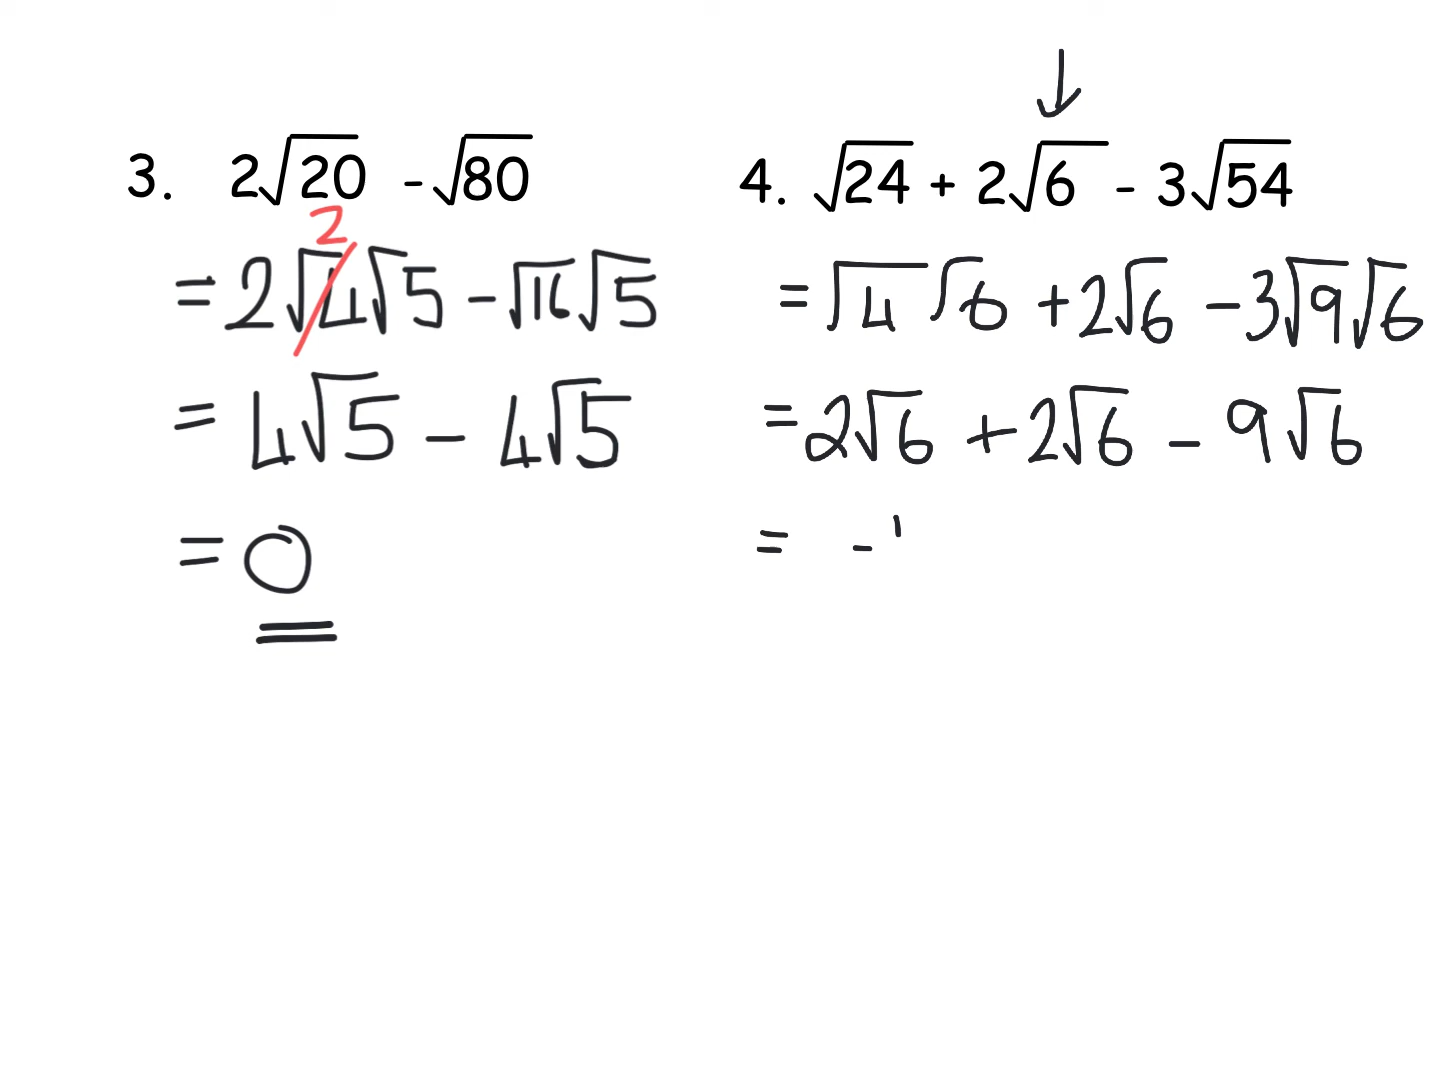 3. 2√20 - √80
= 2√4√5 - √16√5
2
= 4√5 - 4√5
= 0
4. √24 + 2√6 - 3√54
= √4√6 + 2√6 - 3√9√6
= 2√6 + 2√6 - 9√6
= -